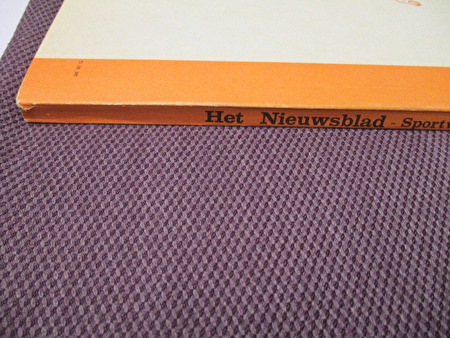 Het Nieuwsblad - Sport